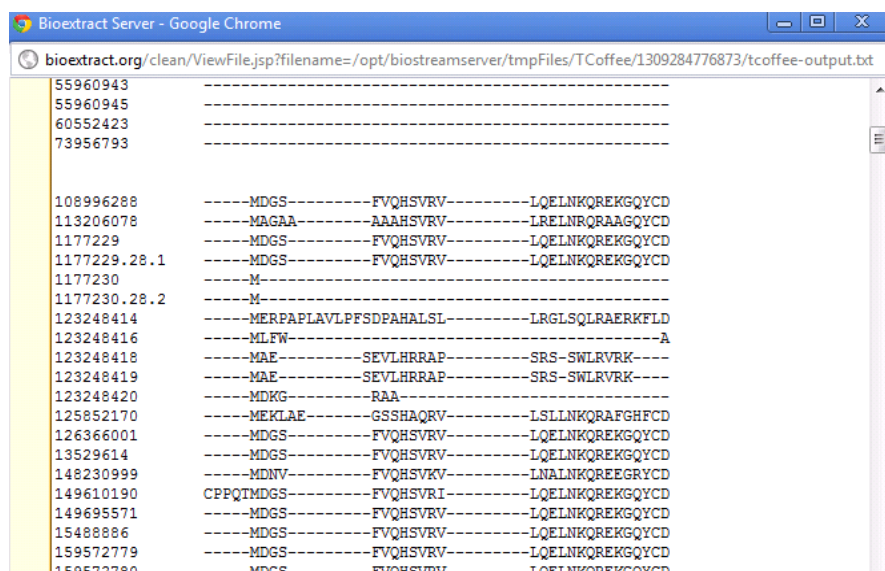 Bioextract Server - Google Chrome
bioextract.org/clean/ViewFile.jsp?filename=/opt/biostreamserver/tmpFiles/TCoffee/1309284776873/tcoffee-output.txt
55960943 --------------------------------------------------
55960945 --------------------------------------------------
60552423 --------------------------------------------------
73956793 --------------------------------------------------
108996288 -----MDGS---------FVQHSVRV---------LQELNKQREKGQYCD
113206078 -----MAGAA--------AAAHSVRV---------LRELNRQRAAGQYCD
1177229 -----MDGS---------FVQHSVRV---------LQELNKQREKGQYCD
1177229.28.1 -----MDGS---------FVQHSVRV---------LQELNKQREKGQYCD
1177230 -----M--------------------------------------------
1177230.28.2 -----M--------------------------------------------
123248414 -----MERPAPLAVLPFSDPAHALSL---------LRGLSQLRAERKFLD
123248416 -----MLFW----------------------------------------A
123248418 -----MAE---------SEVLHRRAP---------SRS-SWLRVRK----
123248419 -----MAE---------SEVLHRRAP---------SRS-SWLRVRK----
123248420 -----MDKG---------RAA-----------------------------
125852170 -----MEKLAE-------GSSHAQRV---------LSLLNKQRAFGHFCD
126366001 -----MDGS---------FVQHSVRV---------LQELNKQREKGQYCD
13529614 -----MDGS---------FVQHSVRV---------LQELNKQREKGQYCD
148230999 -----MDNV---------FVQHSVKV---------LNALNKQREEGRYCD
149610190 CPPQTMDGS---------FVQHSVRI---------LQELNKQREKGQYCD
149695571 -----MDGS---------FVQHSVRV---------LQELNKQREKGQYCD
15488886 -----MDGS---------FVQHSVRV---------LQELNKQREKGQYCD
159572779 -----MDGS---------FVQHSVRV---------LQELNKQREKGQYCD
159572780 -----MDGS---------FVQHSVRV---------LQELNKQREKGQYCD